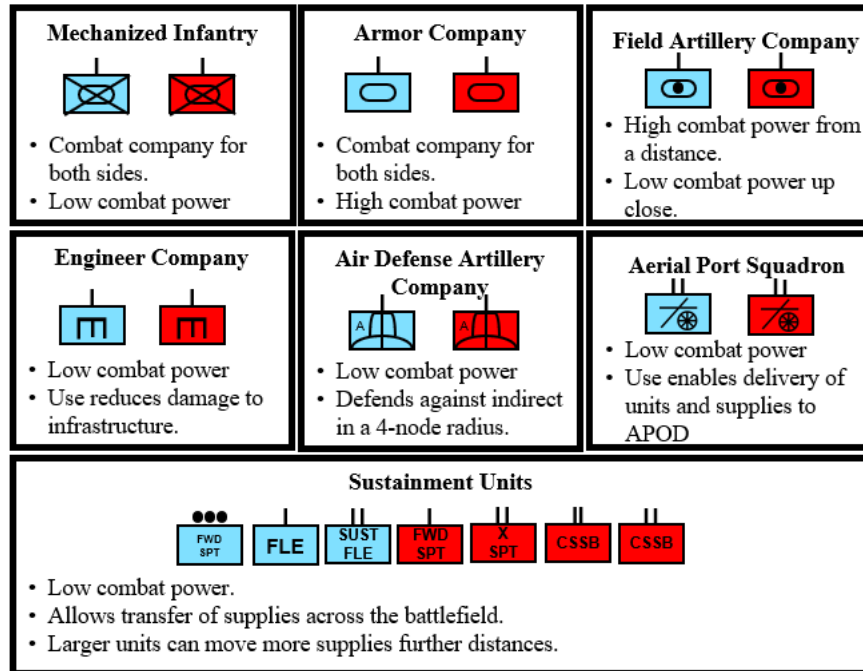 Mechanized Infantry
• Combat company for
both sides.
• Low combat power
Armor Company
• Combat company for
both sides.
• High combat power
Field Artillery Company
• High combat power from
a distance.
• Low combat power up
close.
Engineer Company
• Low combat power
• Use reduces damage to
infrastructure.
Air Defense Artillery
Company
A
A
• Low combat power
• Defends against indirect
in a 4-node radius.
Aerial Port Squadron
• Low combat power
• Use enables delivery of
units and supplies to
APOD
Sustainment Units
FWD
SPT
FLE
SUST
FLE
FWD
SPT
X
SPT
CSSB
CSSB
• Low combat power.
• Allows transfer of supplies across the battlefield.
• Larger units can move more supplies further distances.